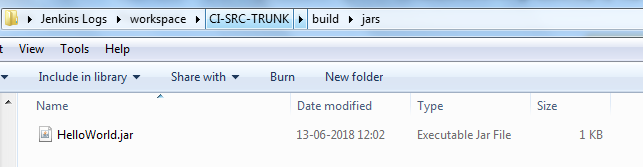 Jenkins Logs workspace CI-SRC-TRUNK build jars
t View Tools Help
Include in library Share with Burn New folder
Name Date modified Type Size
HelloWorld.jar 13-06-2018 12:02 Executable Jar File 1 KB